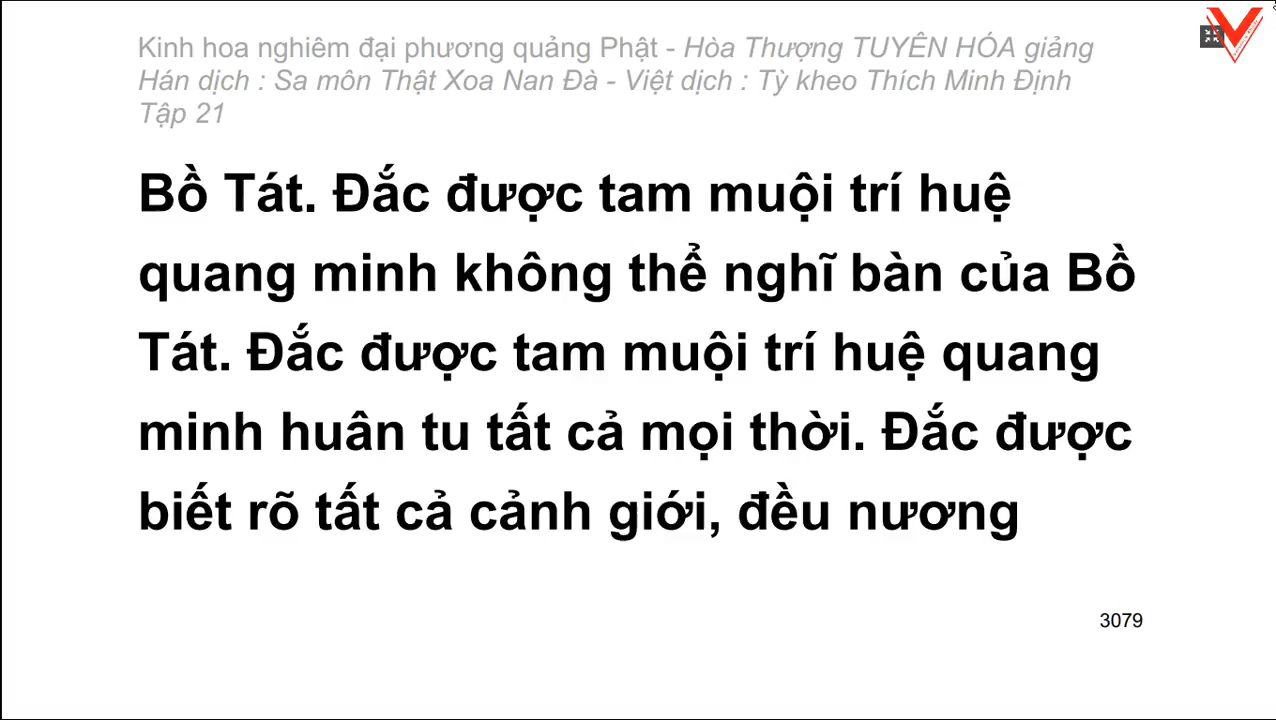 Kinh hoa nghiêm đại phương quảng Phật - Hòa Thượng TUYÊN HÓA giảng
Hán dịch : Sa môn Thật Xoa Nan Đà - Việt dịch : Tỳ kheo Thích Minh Định
Tập 21
Bồ Tát. Đắc được tam muội trí huệ
quang minh không thể nghĩ bàn của Bồ
Tát. Đắc được tam muội trí huệ quang
minh huân tu tất cả mọi thời. Đắc được
biết rõ tất cả cảnh giới, đều nương
3079